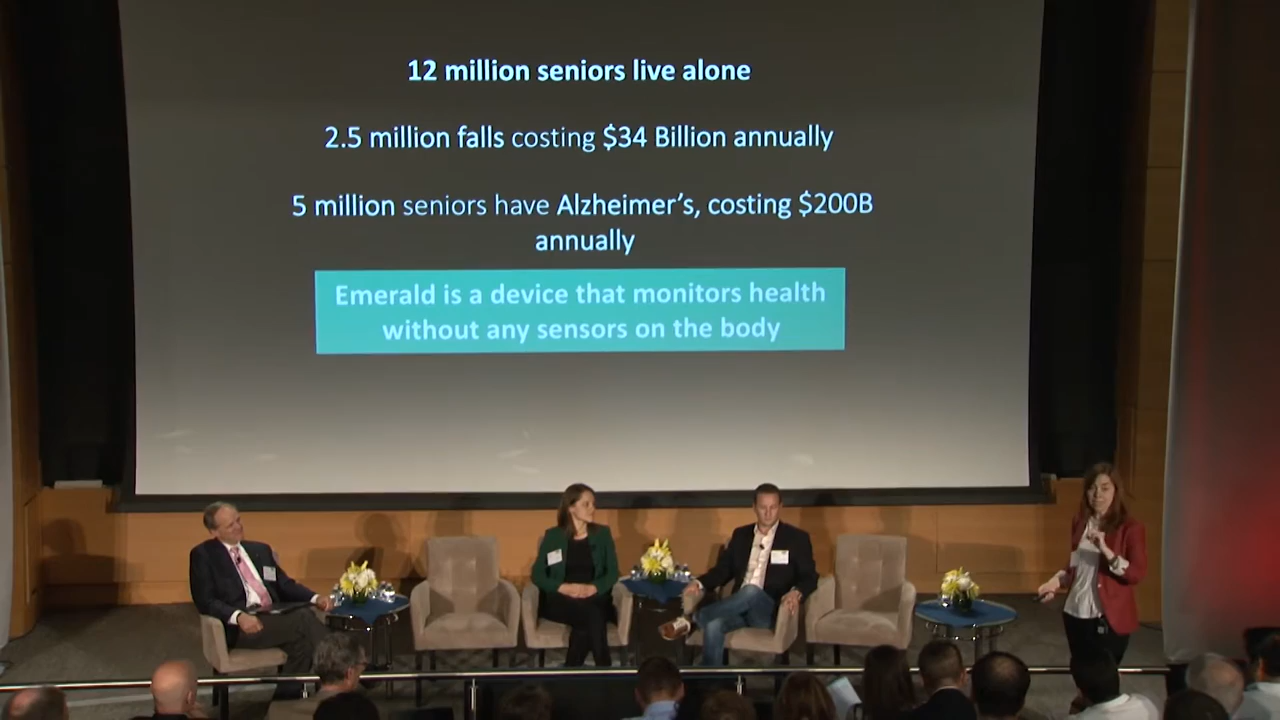 12 million seniors live alone
2.5 million falls costing $34 Billion annually
5 million seniors have Alzheimer’s, costing $200B
annually
Emerald is a device that monitors health
without any sensors on the body